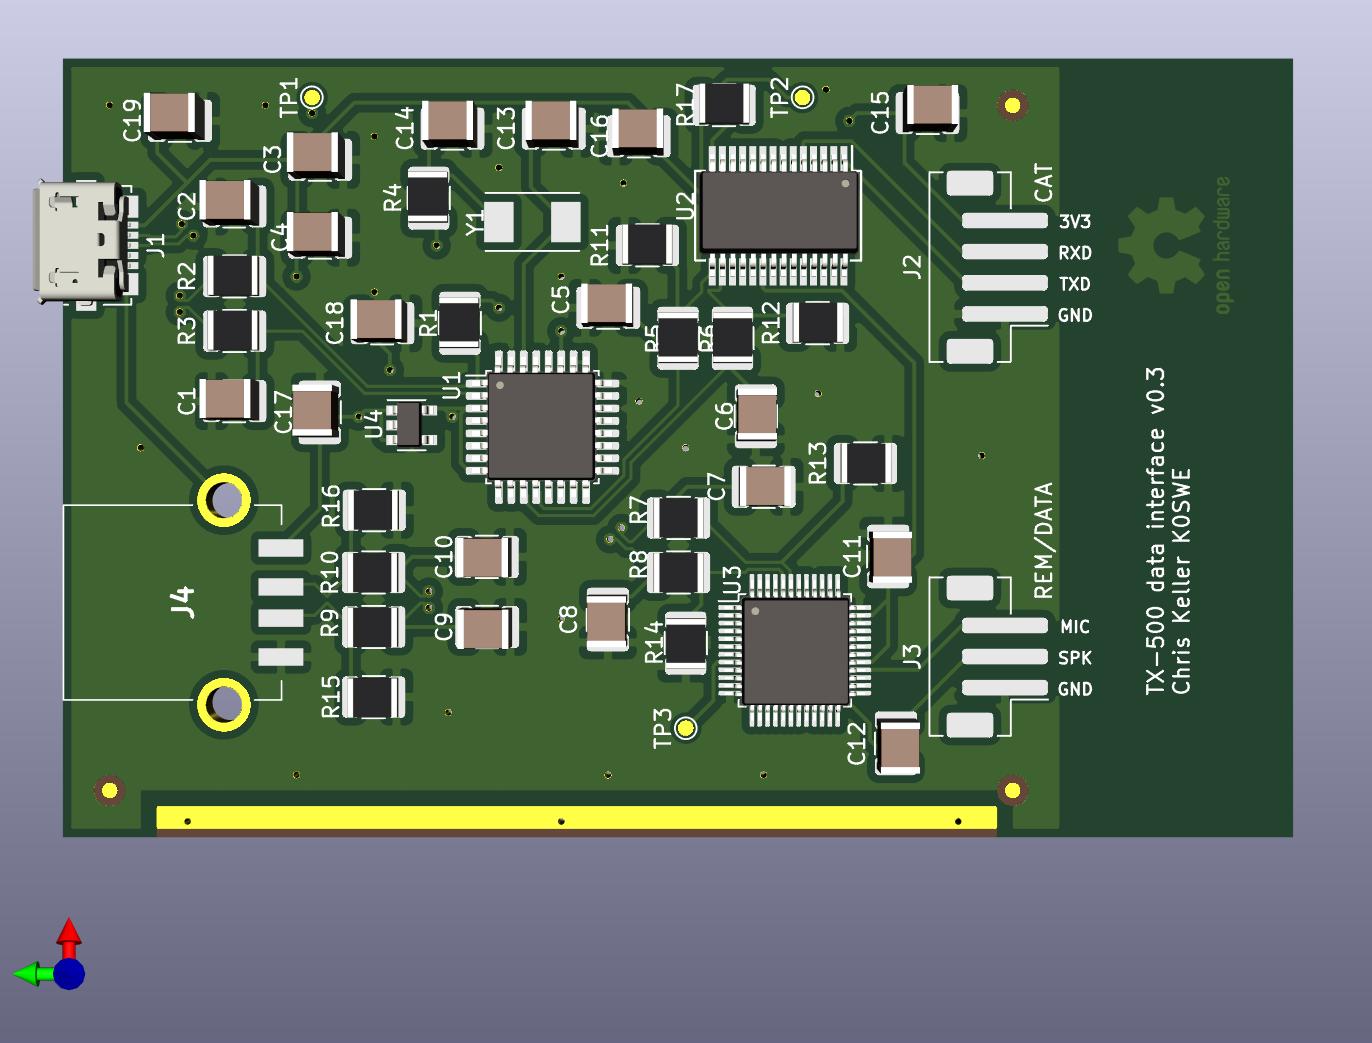 C19
TP1
C14
C13
C16
R17
TP2
C15
C3
C2
C4
R4
Y1
R11
U2
CAT
3V3
RXD
TXD
GND
J1
J2
R2
R3
C18
R1
C5
R5
R6
R12
C1
C17
U4
U1
C6
R13
C7
open hardware
R16
R10
R9
R15
C10
C9
J4
R7
R8
C8
R14
U3
C11
REM/DATA
MIC
SPK
GND
J3
TP3
C12
TX-500 data interface v0.3
Chris Keller K0SWE